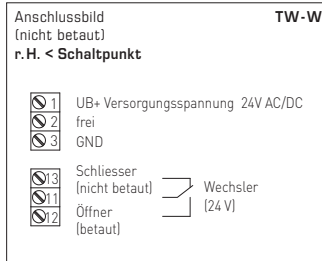 Anschlussbild TW-W
(nicht betaut)
r.H. < Schaltpunkt
1 UB+ Versorgungsspannung 24V AC/DC
2 frei
3 GND
13 Schliesser
(nicht betaut)
11 Wechsler
(24 V)
12 Öffner
(betaut)